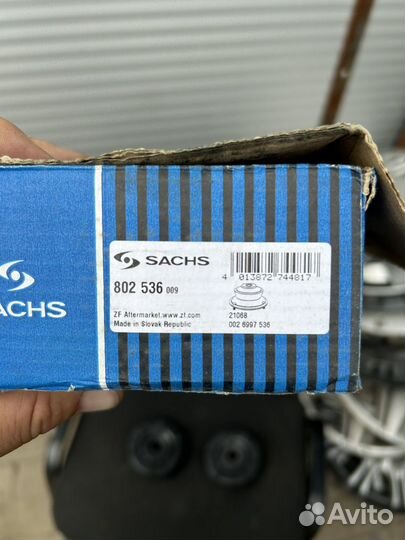 SACHS
4 013872 744817
802 536 009
ZF Aftermarket.www.zf.com
Made in Slovak Republic
21068
002 6997 536
ACHS
Avito